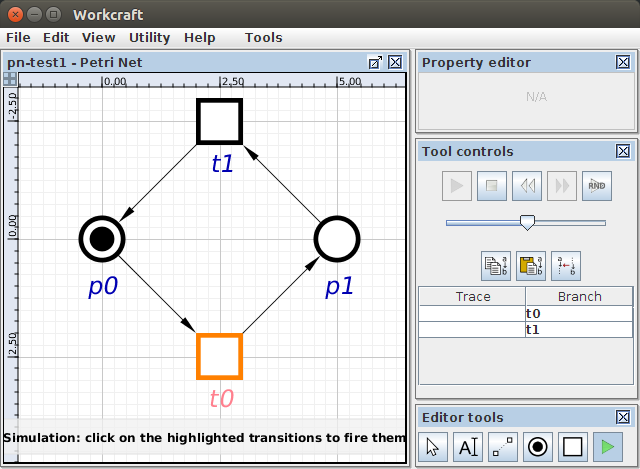 Workcraft
File Edit View Utility Help Tools
pn-test1 - Petri Net
0,00 2,50 5,00
-2,50
0,00
2,50
t1
p0
p1
t0
Simulation: click on the highlighted transitions to fire them
Property editor
N/A
Tool controls
RND
a b
a b
a b
Trace Branch
t0
t1
Editor tools
A